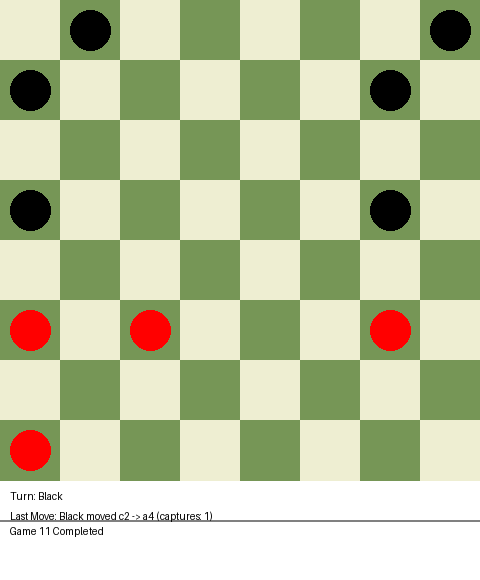 Turn: Black
Last Move: Black moved c2 -> a4 (captures: 1)
Game 11 Completed